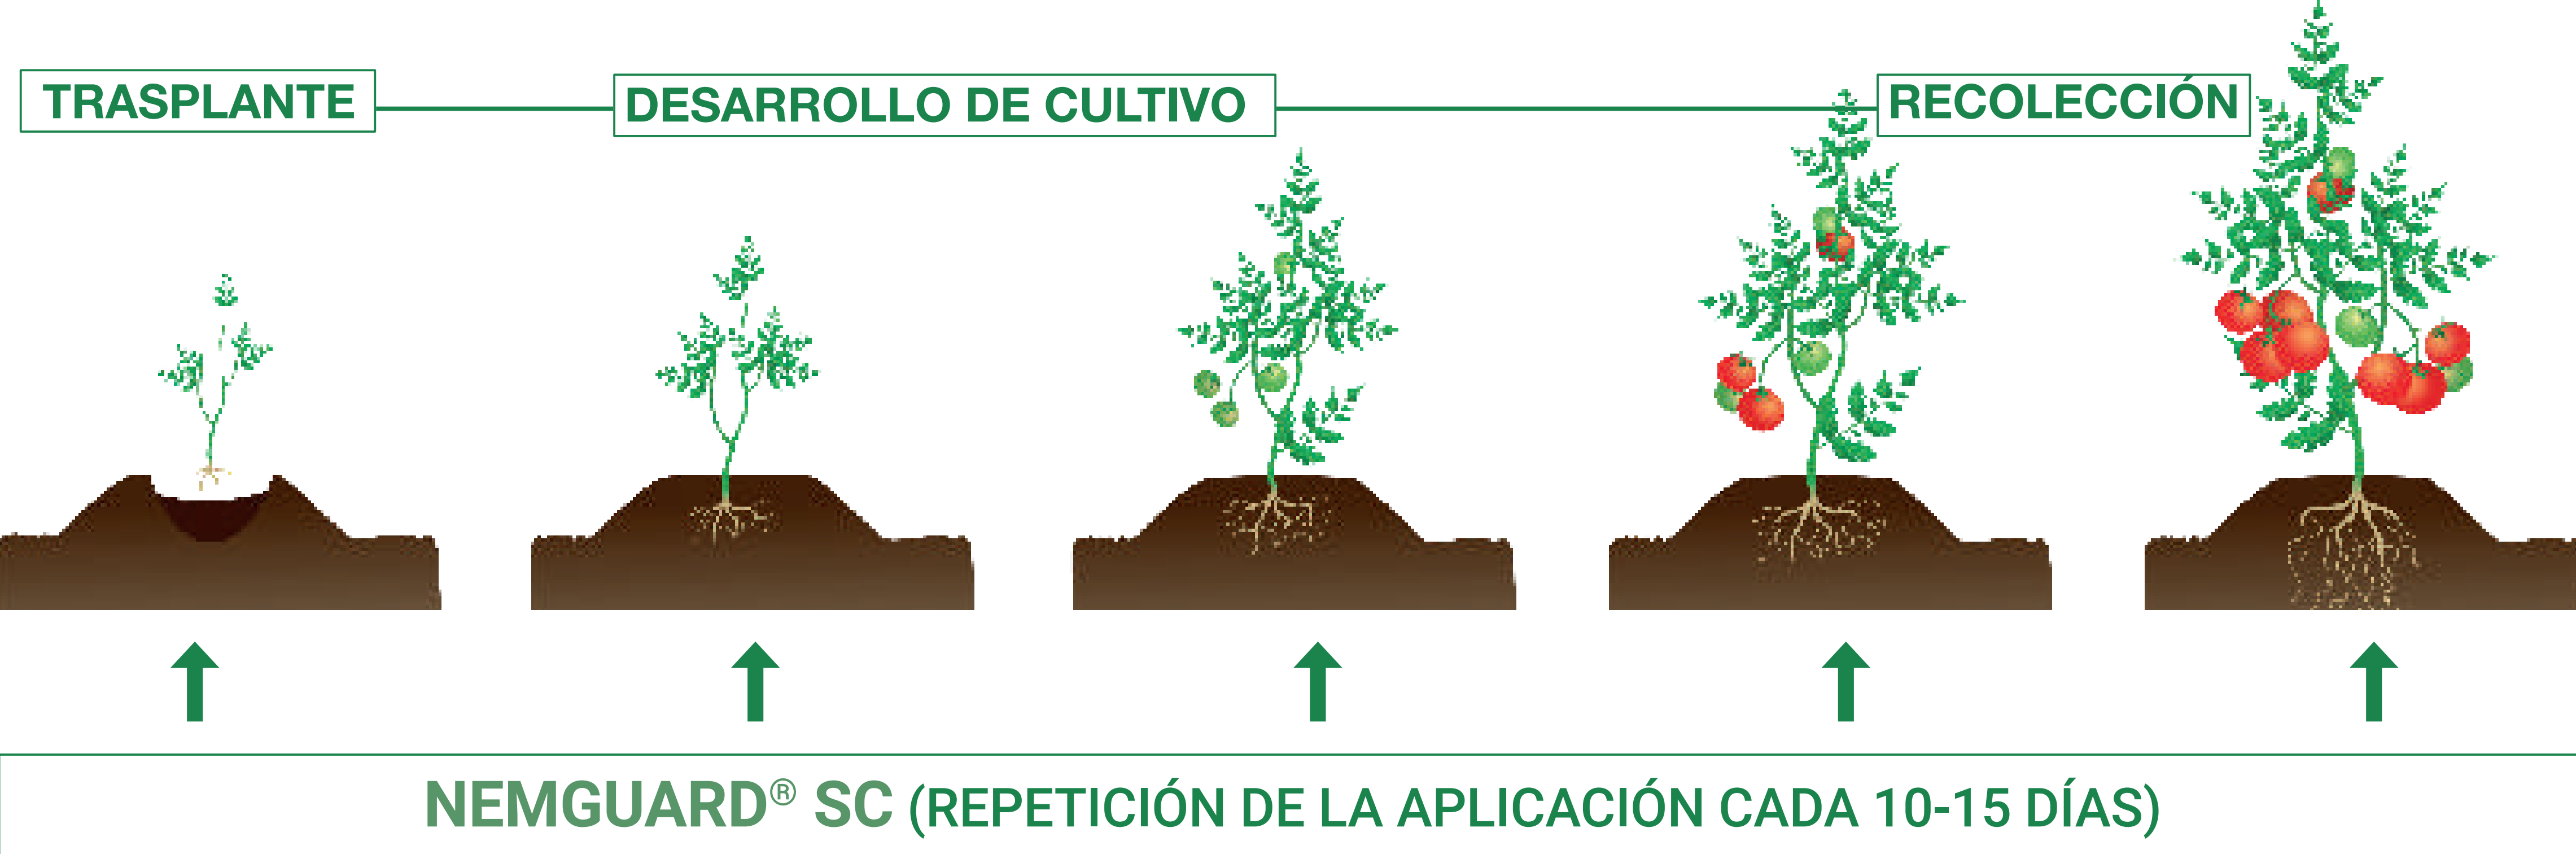 TRASPLANTE
DESARROLLO DE CULTIVO
RECOLECCIÓN
NEMGUARD® SC (REPETICIÓN DE LA APLICACIÓN CADA 10-15 DÍAS)